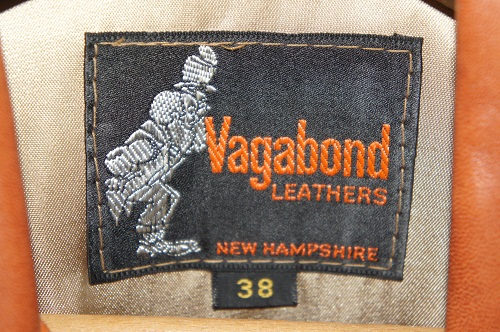 Vagabond
LEATHERS
NEW HAMPSHIRE
38